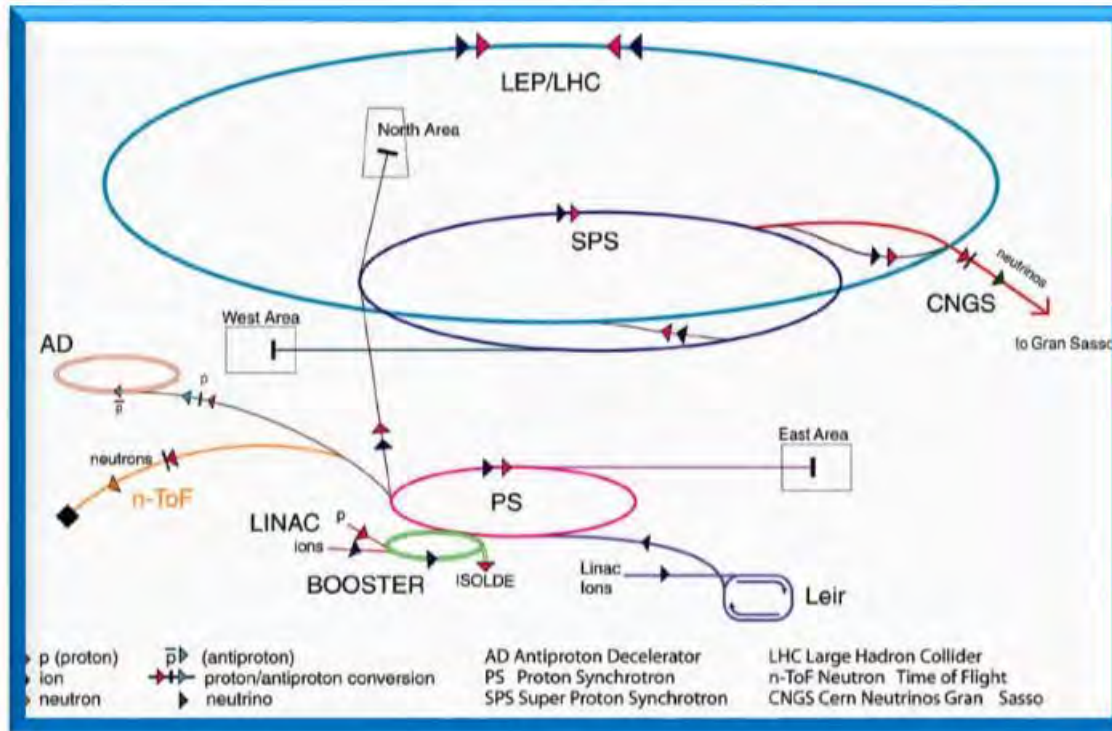 LEP/LHC
North Area
SPS
neutrinos
CNGS
to Gran Sasso
West Area
AD
p
p̅
East Area
neutrons
n-ToF
PS
LINAC
p
ions
BOOSTER
ISOLDE
Linac
Ions
Leir
p (proton)
ion
neutron
p̅ (antiproton)
proton/antiproton conversion
neutrino
AD Antiproton Decelerator
PS Proton Synchrotron
SPS Super Proton Synchrotron
LHC Large Hadron Collider
n-ToF Neutron Time of Flight
CNGS Cern Neutrinos Gran Sasso